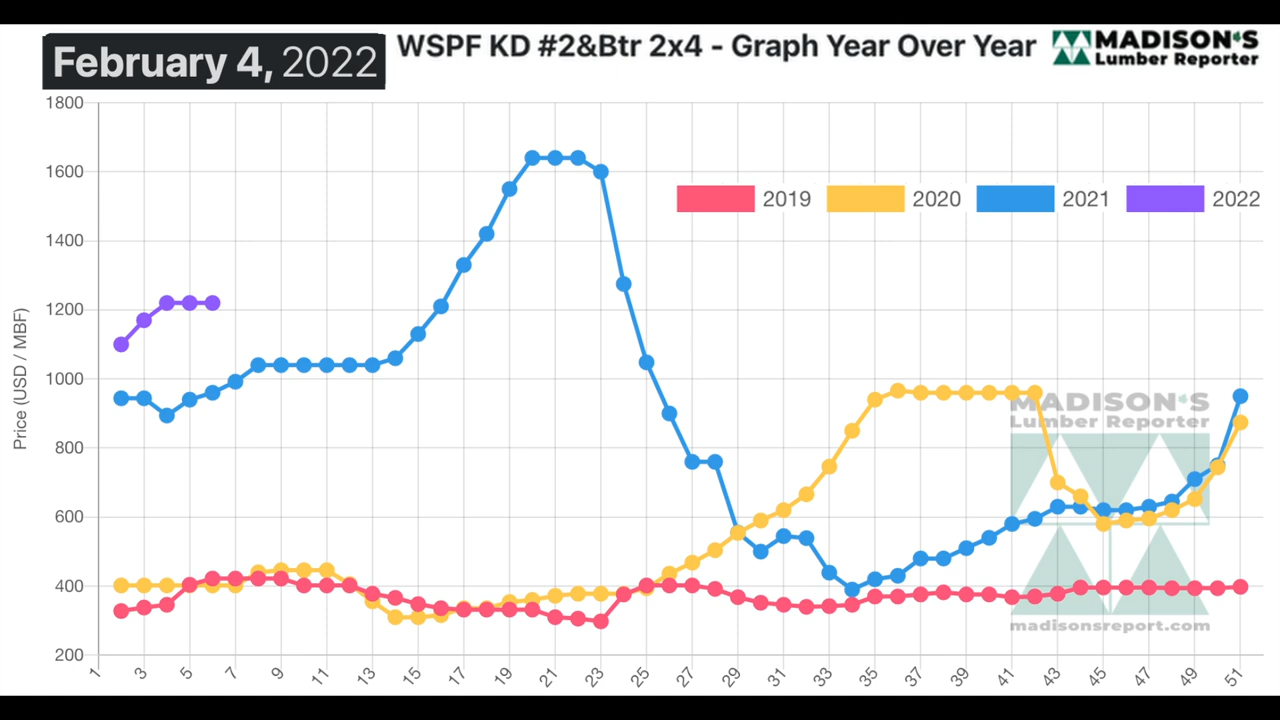 February 4, 2022
WSPF KD #2&Btr 2x4 - Graph Year Over Year
MADISON'S
Lumber Reporter
1800
1600
1400
1200
1000
800
600
400
200
Price (USD / MBF)
2019 2020 2021 2022
MADISON'S
Lumber Reporter
madisonsreport.com
1 3 5 7 9 11 13 15 17 19 21 23 25 27 29 31 33 35 37 39 41 43 45 47 49 51